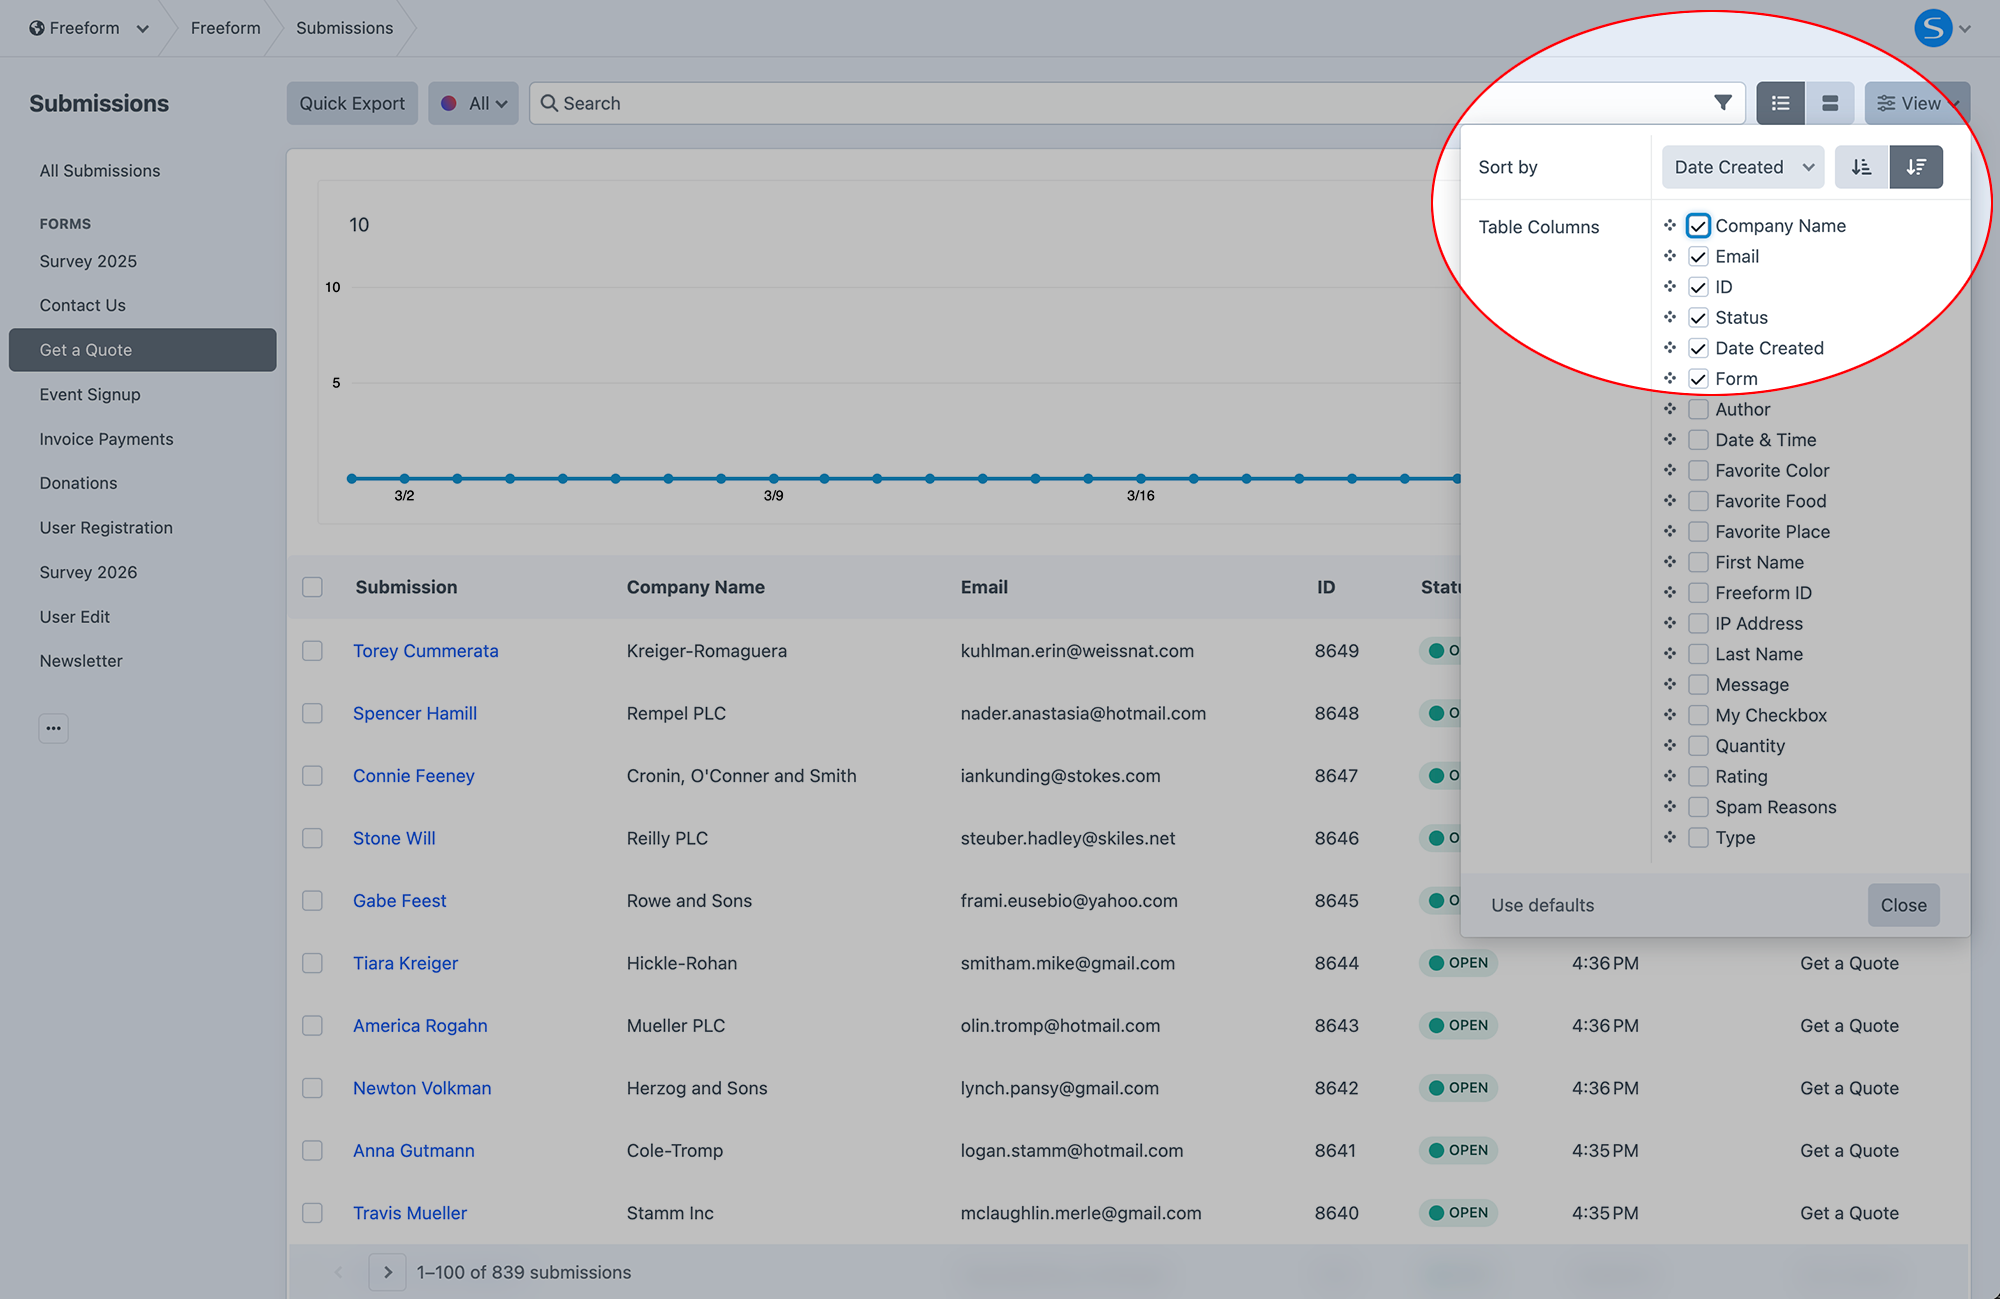 Freeform
Freeform
Submissions
S
Submissions
Quick Export
All
Search
View
All Submissions
FORMS
Survey 2025
Contact Us
Get a Quote
Event Signup
Invoice Payments
Donations
User Registration
Survey 2026
User Edit
Newsletter
10
10
5
3/2
3/9
3/16
Sort by
Date Created
Table Columns
Company Name
Email
ID
Status
Date Created
Form
Author
Date & Time
Favorite Color
Favorite Food
Favorite Place
First Name
Freeform ID
IP Address
Last Name
Message
My Checkbox
Quantity
Rating
Spam Reasons
Type
Use defaults
Close
Submission Company Name Email ID Statu
Torey Cummerata Kreiger-Romaguera kuhlman.erin@weissnat.com 8649 O
Spencer Hamill Rempel PLC nader.anastasia@hotmail.com 8648 O
Connie Feeney Cronin, O'Conner and Smith iankunding@stokes.com 8647 O
Stone Will Reilly PLC steuber.hadley@skiles.net 8646 O
Gabe Feest Rowe and Sons frami.eusebio@yahoo.com 8645 O
Tiara Kreiger Hickle-Rohan smitham.mike@gmail.com 8644 OPEN 4:36 PM Get a Quote
America Rogahn Mueller PLC olin.tromp@hotmail.com 8643 OPEN 4:36 PM Get a Quote
Newton Volkman Herzog and Sons lynch.pansy@gmail.com 8642 OPEN 4:36 PM Get a Quote
Anna Gutmann Cole-Tromp logan.stamm@hotmail.com 8641 OPEN 4:35 PM Get a Quote
Travis Mueller Stamm Inc mclaughlin.merle@gmail.com 8640 OPEN 4:35 PM Get a Quote
1–100 of 839 submissions